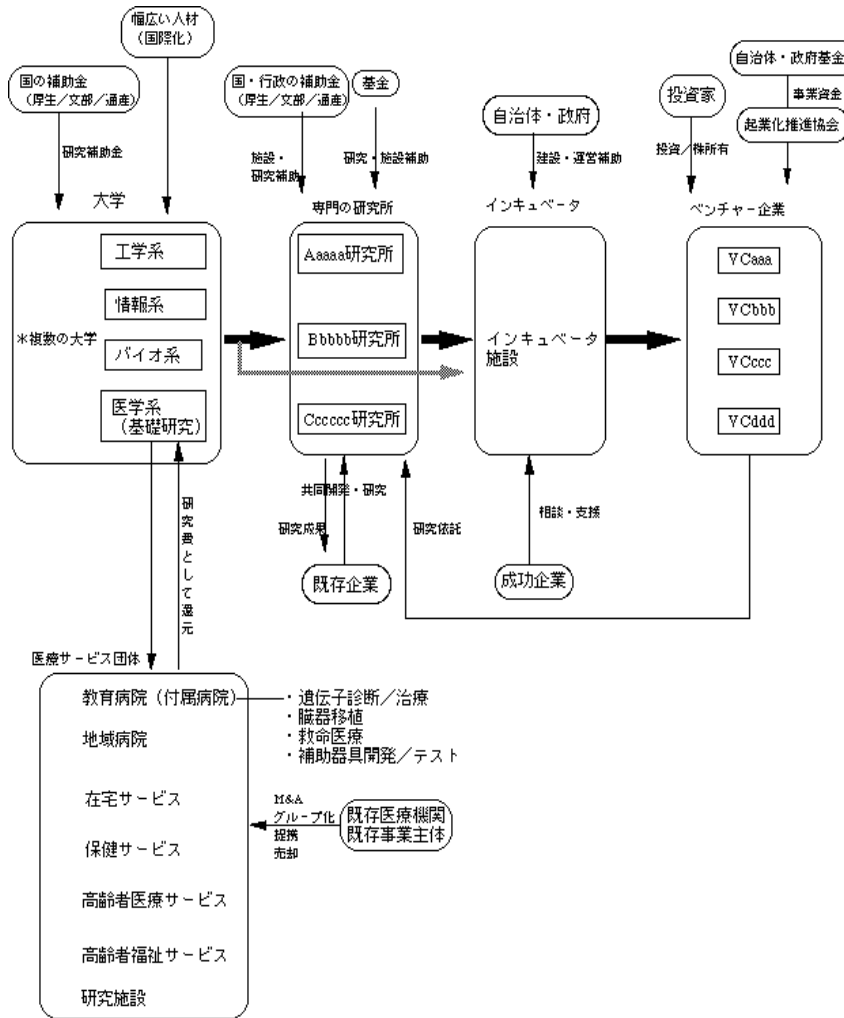 幅広い人材
（国際化）
国の補助金
（厚生／文部／通産）
国・行政の補助金
（厚生／文部／通産）
基金
自治体・政府
投資家
自治体・政府基金
事業資金
起業化推進協会
研究補助金
施設・
研究補助
研究・施設補助
建設・運営補助
投資／株所有
大学
専門の研究所
インキュベータ
ベンチャー企業
工学系
情報系
＊複数の大学
バイオ系
医学系
（基礎研究）
Aaaaa研究所
Bbbbb研究所
Cccccc研究所
インキュベータ
施設
VCaaa
VCbbb
VCccc
VCddd
共同開発・研究
研究成果
研究依託
相談・支援
既存企業
成功企業
研究費として還元
医療サービス団体
教育病院（付属病院）
・遺伝子診断／治療
・臓器移植
・救命医療
・補助器具開発／テスト
地域病院
在宅サービス
保健サービス
高齢者医療サービス
高齢者福祉サービス
研究施設
M&A
グループ化
提携
売却
既存医療機関
既存事業主体